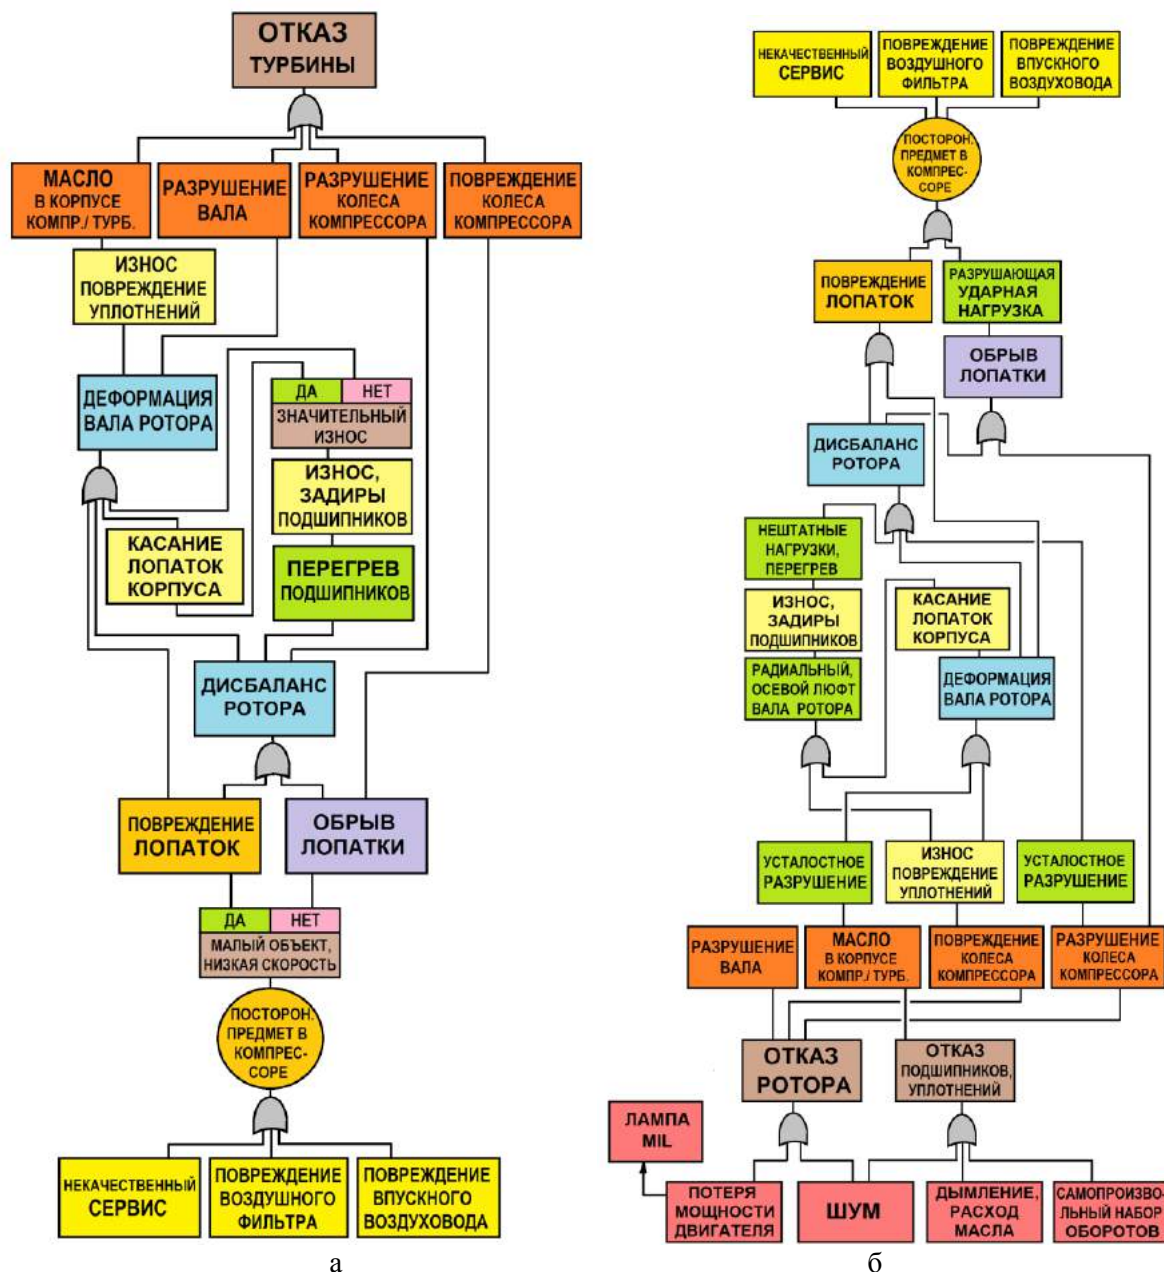 ОТКАЗ
ТУРБИНЫ
МАСЛО
В КОРПУСЕ
КОМПР./ ТУРБ.
РАЗРУШЕНИЕ
ВАЛА
РАЗРУШЕНИЕ
КОЛЕСА
КОМПРЕССОРА
ПОВРЕЖДЕНИЕ
КОЛЕСА
КОМПРЕССОРА
ИЗНОС
ПОВРЕЖДЕНИЕ
УПЛОТНЕНИЙ
ДЕФОРМАЦИЯ
ВАЛА РОТОРА
ДА
НЕТ
ЗНАЧИТЕЛЬНЫЙ
ИЗНОС
ИЗНОС,
ЗАДИРЫ
ПОДШИПНИКОВ
КАСАНИЕ
ЛОПАТОК
КОРПУСА
ПЕРЕГРЕВ
ПОДШИПНИКОВ
ДИСБАЛАНС
РОТОРА
ПОВРЕЖДЕНИЕ
ЛОПАТОК
ОБРЫВ
ЛОПАТКИ
ДА
НЕТ
МАЛЫЙ ОБЪЕКТ,
НИЗКАЯ СКОРОСТЬ
ПОСТОРОН.
ПРЕДМЕТ В
КОМПРЕС-
СОРЕ
НЕКАЧЕСТВЕННЫЙ
СЕРВИС
ПОВРЕЖДЕНИЕ
ВОЗДУШНОГО
ФИЛЬТРА
ПОВРЕЖДЕНИЕ
ВПУСКНОГО
ВОЗДУХОВОДА
а
НЕКАЧЕСТВЕННЫЙ
СЕРВИС
ПОВРЕЖДЕНИЕ
ВОЗДУШНОГО
ФИЛЬТРА
ПОВРЕЖДЕНИЕ
ВПУСКНОГО
ВОЗДУХОВОДА
ПОСТОРОН.
ПРЕДМЕТ В
КОМПРЕС-
СОРЕ
ПОВРЕЖДЕНИЕ
ЛОПАТОК
РАЗРУШАЮЩАЯ
УДАРНАЯ
НАГРУЗКА
ОБРЫВ
ЛОПАТКИ
ДИСБАЛАНС
РОТОРА
НЕШТАТНЫЕ
НАГРУЗКИ,
ПЕРЕГРЕВ
ИЗНОС,
ЗАДИРЫ
ПОДШИПНИКОВ
КАСАНИЕ
ЛОПАТОК
КОРПУСА
РАДИАЛЬНЫЙ,
ОСЕВОЙ ЛЮФТ
ВАЛА РОТОРА
ДЕФОРМАЦИЯ
ВАЛА РОТОРА
УСТАЛОСТНОЕ
РАЗРУШЕНИЕ
ИЗНОС
ПОВРЕЖДЕНИЕ
УПЛОТНЕНИЙ
УСТАЛОСТНОЕ
РАЗРУШЕНИЕ
РАЗРУШЕНИЕ
ВАЛА
МАСЛО
В КОРПУСЕ
КОМПР./ ТУРБ.
ПОВРЕЖДЕНИЕ
КОЛЕСА
КОМПРЕССОРА
РАЗРУШЕНИЕ
КОЛЕСА
КОМПРЕССОРА
ОТКАЗ
РОТОРА
ОТКАЗ
ПОДШИПНИКОВ,
УПЛОТНЕНИЙ
ЛАМПА
MIL
ПОТЕРЯ
МОЩНОСТИ
ДВИГАТЕЛЯ
ШУМ
ДЫМЛЕНИЕ,
РАСХОД
МАСЛА
САМОПРОИЗВО-
ЛЬНЫЙ НАБОР
ОБОРОТОВ
б